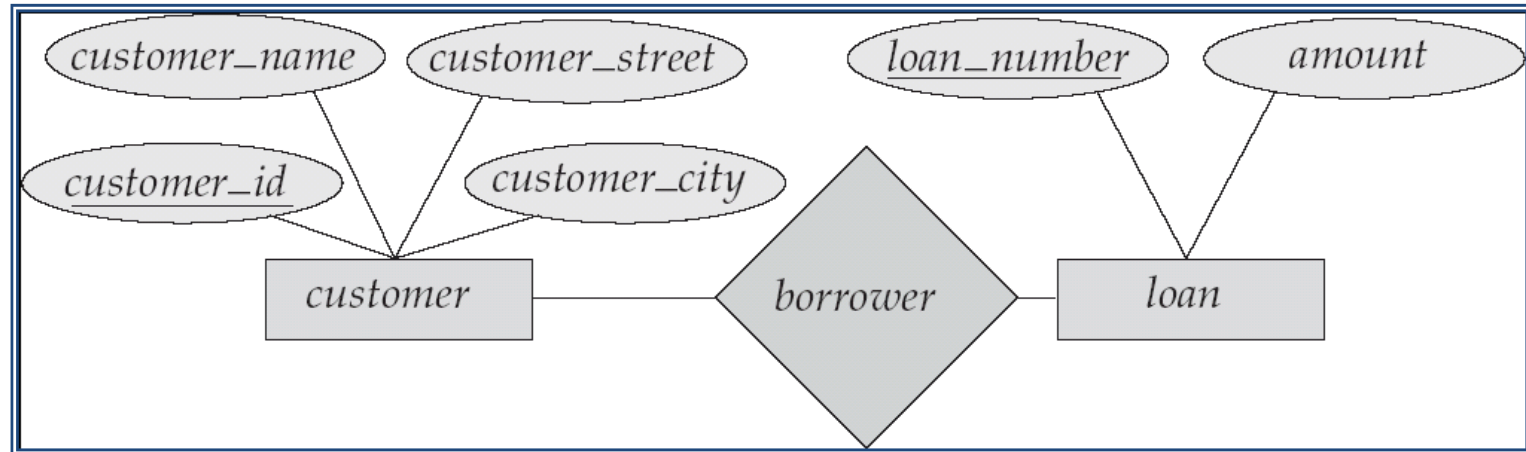 customer_name
customer_street
loan_number
amount
customer_id
customer_city
customer
borrower
loan